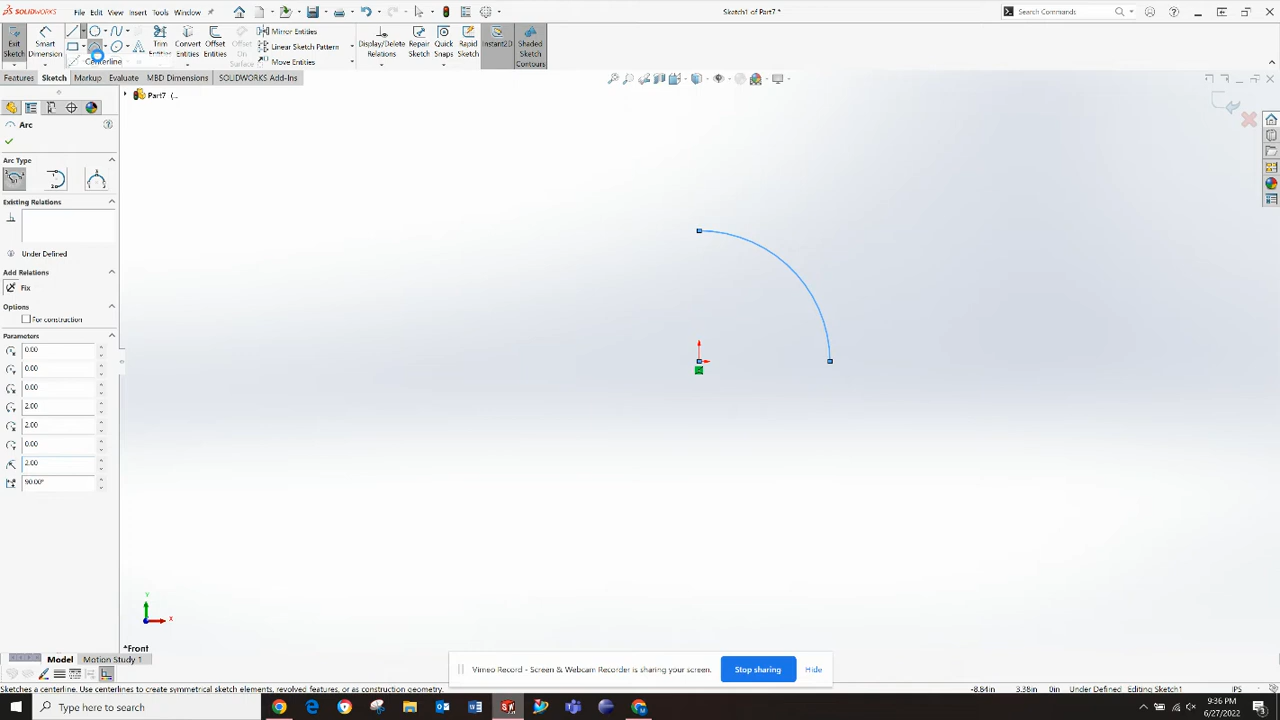 SOLIDWORKS File Edit View Insert Tools Window Sketch1 of Part7 * Search Commands
Exit Sketch Smart Dimension Trim Entities Convert Entities Offset Entities Offset On Surface Mirror Entities Linear Sketch Pattern Move Entities Display/Delete Relations Repair Sketch Quick Snaps Rapid Sketch Instant2D Shaded Sketch Contours
Centerline
Features Sketch Markup Evaluate MBD Dimensions SOLIDWORKS Add-Ins
Part7 (..
Arc
Arc Type
Existing Relations
Under Defined
Add Relations
Fix
Options
For construction
Parameters
0.00
0.00
0.00
2.00
2.00
0.00
2.00
90.00°
Y
X
*Front
Model Motion Study 1
Vimeo Record - Screen & Webcam Recorder is sharing your screen. Stop sharing Hide
Sketches a centerline. Use centerlines to create symmetrical sketch elements, revolved features, or as construction geometry. -8.84in 3.38in 0in Under Defined Editing Sketch1 IPS
Type here to search
9:36 PM
6/27/2022